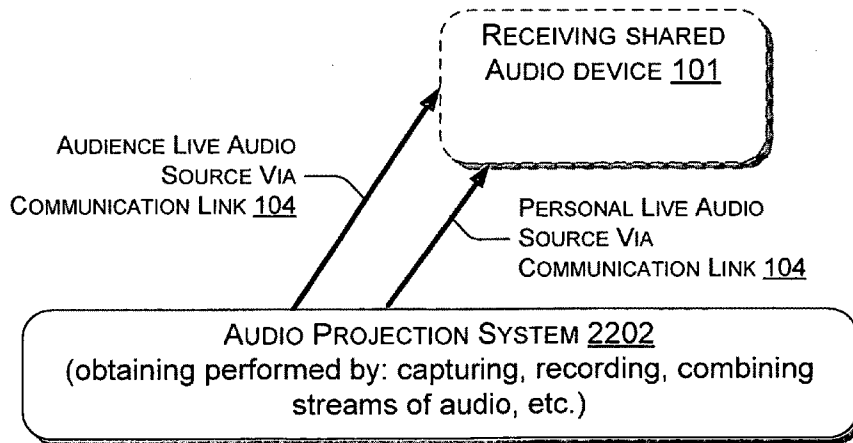 RECEIVING SHARED
AUDIO DEVICE 101
AUDIENCE LIVE AUDIO
SOURCE VIA
COMMUNICATION LINK 104
PERSONAL LIVE AUDIO
SOURCE VIA
COMMUNICATION LINK 104
AUDIO PROJECTION SYSTEM 2202
(obtaining performed by: capturing, recording, combining
streams of audio, etc.)